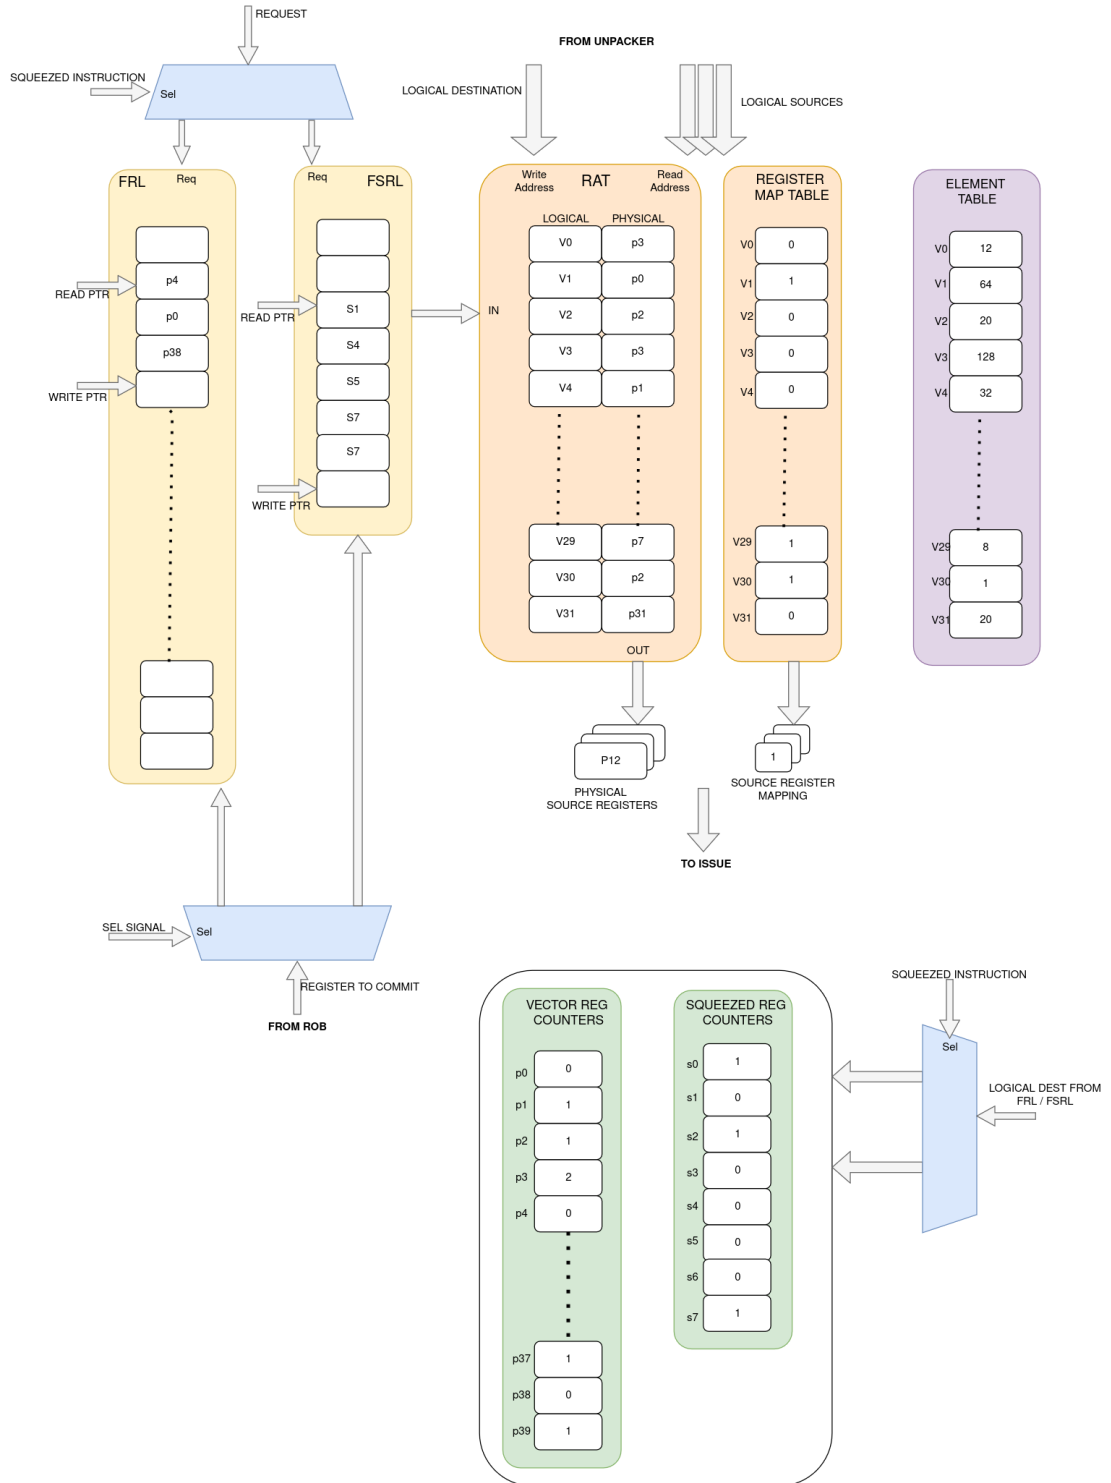 REQUEST
SQUEEZED INSTRUCTION
Sel
FROM UNPACKER
LOGICAL DESTINATION
LOGICAL SOURCES
FRL
Req
READ PTR
p4
p0
p38
WRITE PTR
Req
FSRL
READ PTR
S1
S4
S5
S7
S7
WRITE PTR
Write
Address
RAT
Read
Address
LOGICAL
PHYSICAL
IN
V0
p3
V1
p0
V2
p2
V3
p3
V4
p1
V29
p7
V30
p2
V31
p31
OUT
REGISTER
MAP TABLE
V0
0
V1
1
V2
0
V3
0
V4
0
V29
1
V30
1
V31
0
ELEMENT
TABLE
V0
12
V1
64
V2
20
V3
128
V4
32
V29
8
V30
1
V31
20
P12
PHYSICAL
SOURCE REGISTERS
1
SOURCE REGISTER
MAPPING
TO ISSUE
SEL SIGNAL
Sel
REGISTER TO COMMIT
FROM ROB
VECTOR REG
COUNTERS
p0
0
p1
1
p2
1
p3
2
p4
0
p37
1
p38
0
p39
1
SQUEEZED REG
COUNTERS
s0
1
s1
0
s2
1
s3
0
s4
0
s5
0
s6
0
s7
1
SQUEEZED INSTRUCTION
Sel
LOGICAL DEST FROM
FRL / FSRL